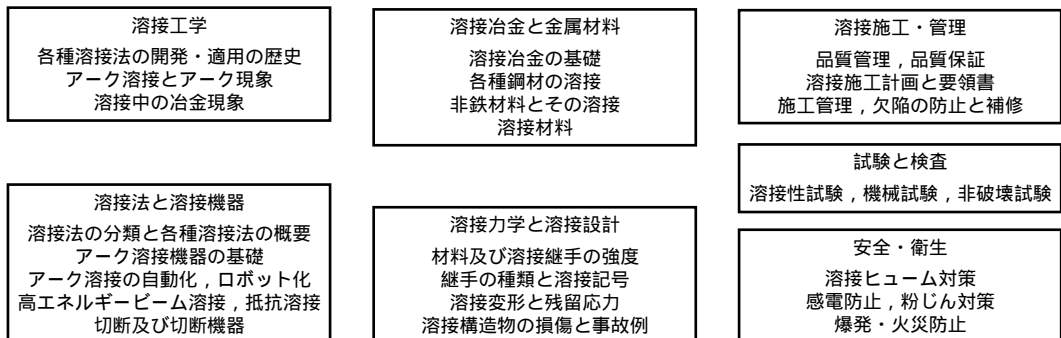 溶接工学
各種溶接法の開発・適用の歴史
アーク溶接とアーク現象
溶接中の冶金現象
溶接法と溶接機器
溶接法の分類と各種溶接法の概要
アーク溶接機器の基礎
アーク溶接の自動化，ロボット化
高エネルギービーム溶接，抵抗溶接
切断及び切断機器
溶接冶金と金属材料
溶接冶金の基礎
各種鋼材の溶接
非鉄材料とその溶接
溶接材料
溶接力学と溶接設計
材料及び溶接継手の強度
継手の種類と溶接記号
溶接変形と残留応力
溶接構造物の損傷と事故例
溶接施工・管理
品質管理，品質保証
溶接施工計画と要領書
施工管理，欠陥の防止と補修
試験と検査
溶接性試験，機械試験，非破壊試験
安全・衛生
溶接ヒューム対策
感電防止，粉じん対策
爆発・火災防止